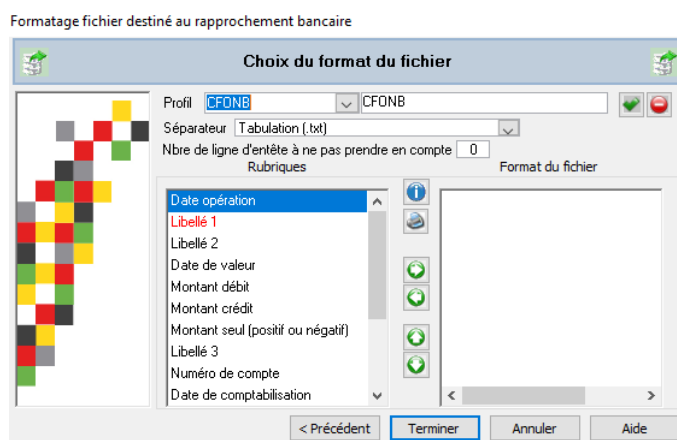 Formatage fichier destiné au rapprochement bancaire
Choix du format du fichier
Profil CFONB CFONB
Séparateur Tabulation (.txt)
Nbre de ligne d'entête à ne pas prendre en compte 0
Rubriques Format du fichier
Date opération
Libellé 1
Libellé 2
Date de valeur
Montant débit
Montant crédit
Montant seul (positif ou négatif)
Libellé 3
Numéro de compte
Date de comptabilisation
< Précédent Terminer Annuler Aide